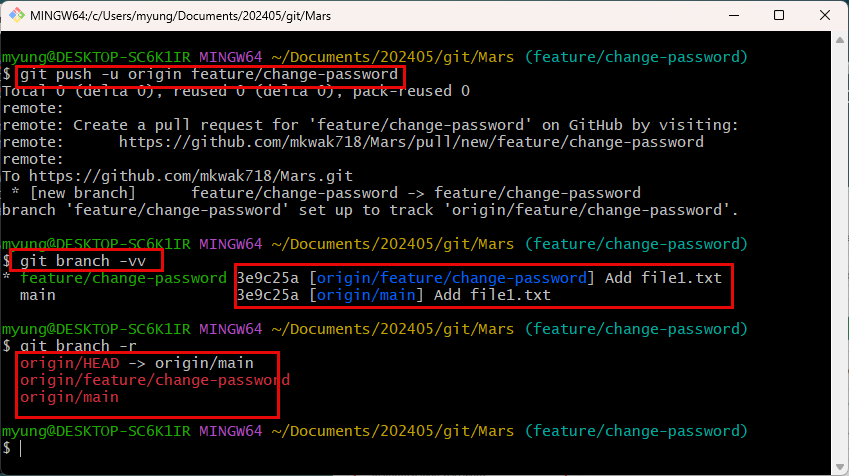 MINGW64:/c/Users/myung/Documents/202405/git/Mars
myung@DESKTOP-SC6K1IR MINGW64 ~/Documents/202405/git/Mars (feature/change-password)
$ git push -u origin feature/change-password
Total 0 (delta 0), reused 0 (delta 0), pack-reused 0
remote:
remote: Create a pull request for 'feature/change-password' on GitHub by visiting:
remote:      https://github.com/mkwak718/Mars/pull/new/feature/change-password
remote:
To https://github.com/mkwak718/Mars.git
 * [new branch]      feature/change-password -> feature/change-password
branch 'feature/change-password' set up to track 'origin/feature/change-password'.
myung@DESKTOP-SC6K1IR MINGW64 ~/Documents/202405/git/Mars (feature/change-password)
$ git branch -vv
* feature/change-password 3e9c25a [origin/feature/change-password] Add file1.txt
  main                    3e9c25a [origin/main] Add file1.txt
myung@DESKTOP-SC6K1IR MINGW64 ~/Documents/202405/git/Mars (feature/change-password)
$ git branch -r
  origin/HEAD -> origin/main
  origin/feature/change-password
  origin/main
myung@DESKTOP-SC6K1IR MINGW64 ~/Documents/202405/git/Mars (feature/change-password)
$